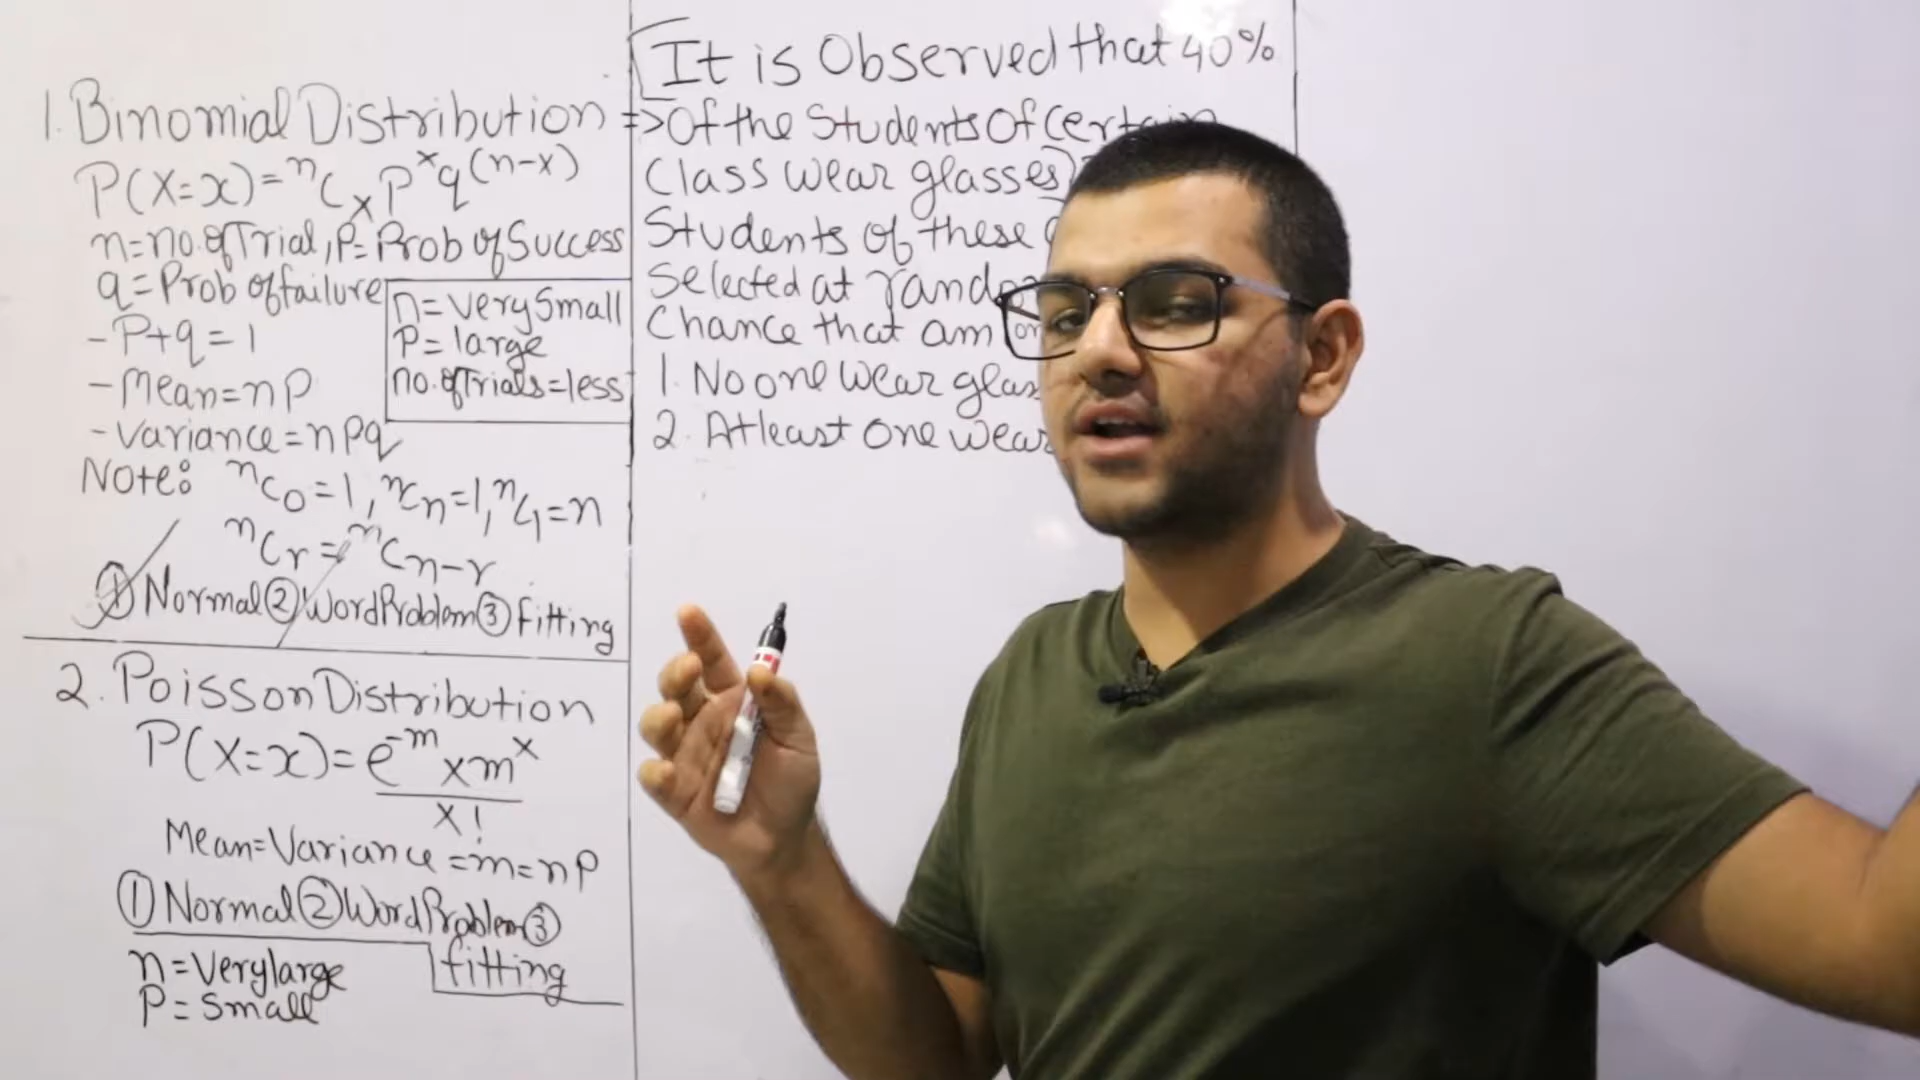 1. Binomial Distribution =>
P(X=x) = ⁿCₓ Pˣ q⁽ⁿ⁻ˣ⁾
n=no. of Trial, P=Prob of Success
q = Prob of failure
- P+q = 1
- Mean = nP
- Variance = nPq
n = very Small
P = large
no. of Trials = less
Note: ⁿC₀ = 1, ⁿCₙ = 1, ⁿC₁ = n
ⁿCr = ⁿCn-r
① Normal ② Word Problem ③ fitting
2. Poisson Distribution
P(X=x) = e⁻ᵐ × mˣ
x!
Mean = Variance = m = nP
① Normal ② Word Problem ③
fitting
n = Very large
P = Small
It is Observed that 40%
Of the Students Of Certain
Class wear glasses
Students of these
Selected at
Chance that am
1. No one wear
2. Atleast One wear